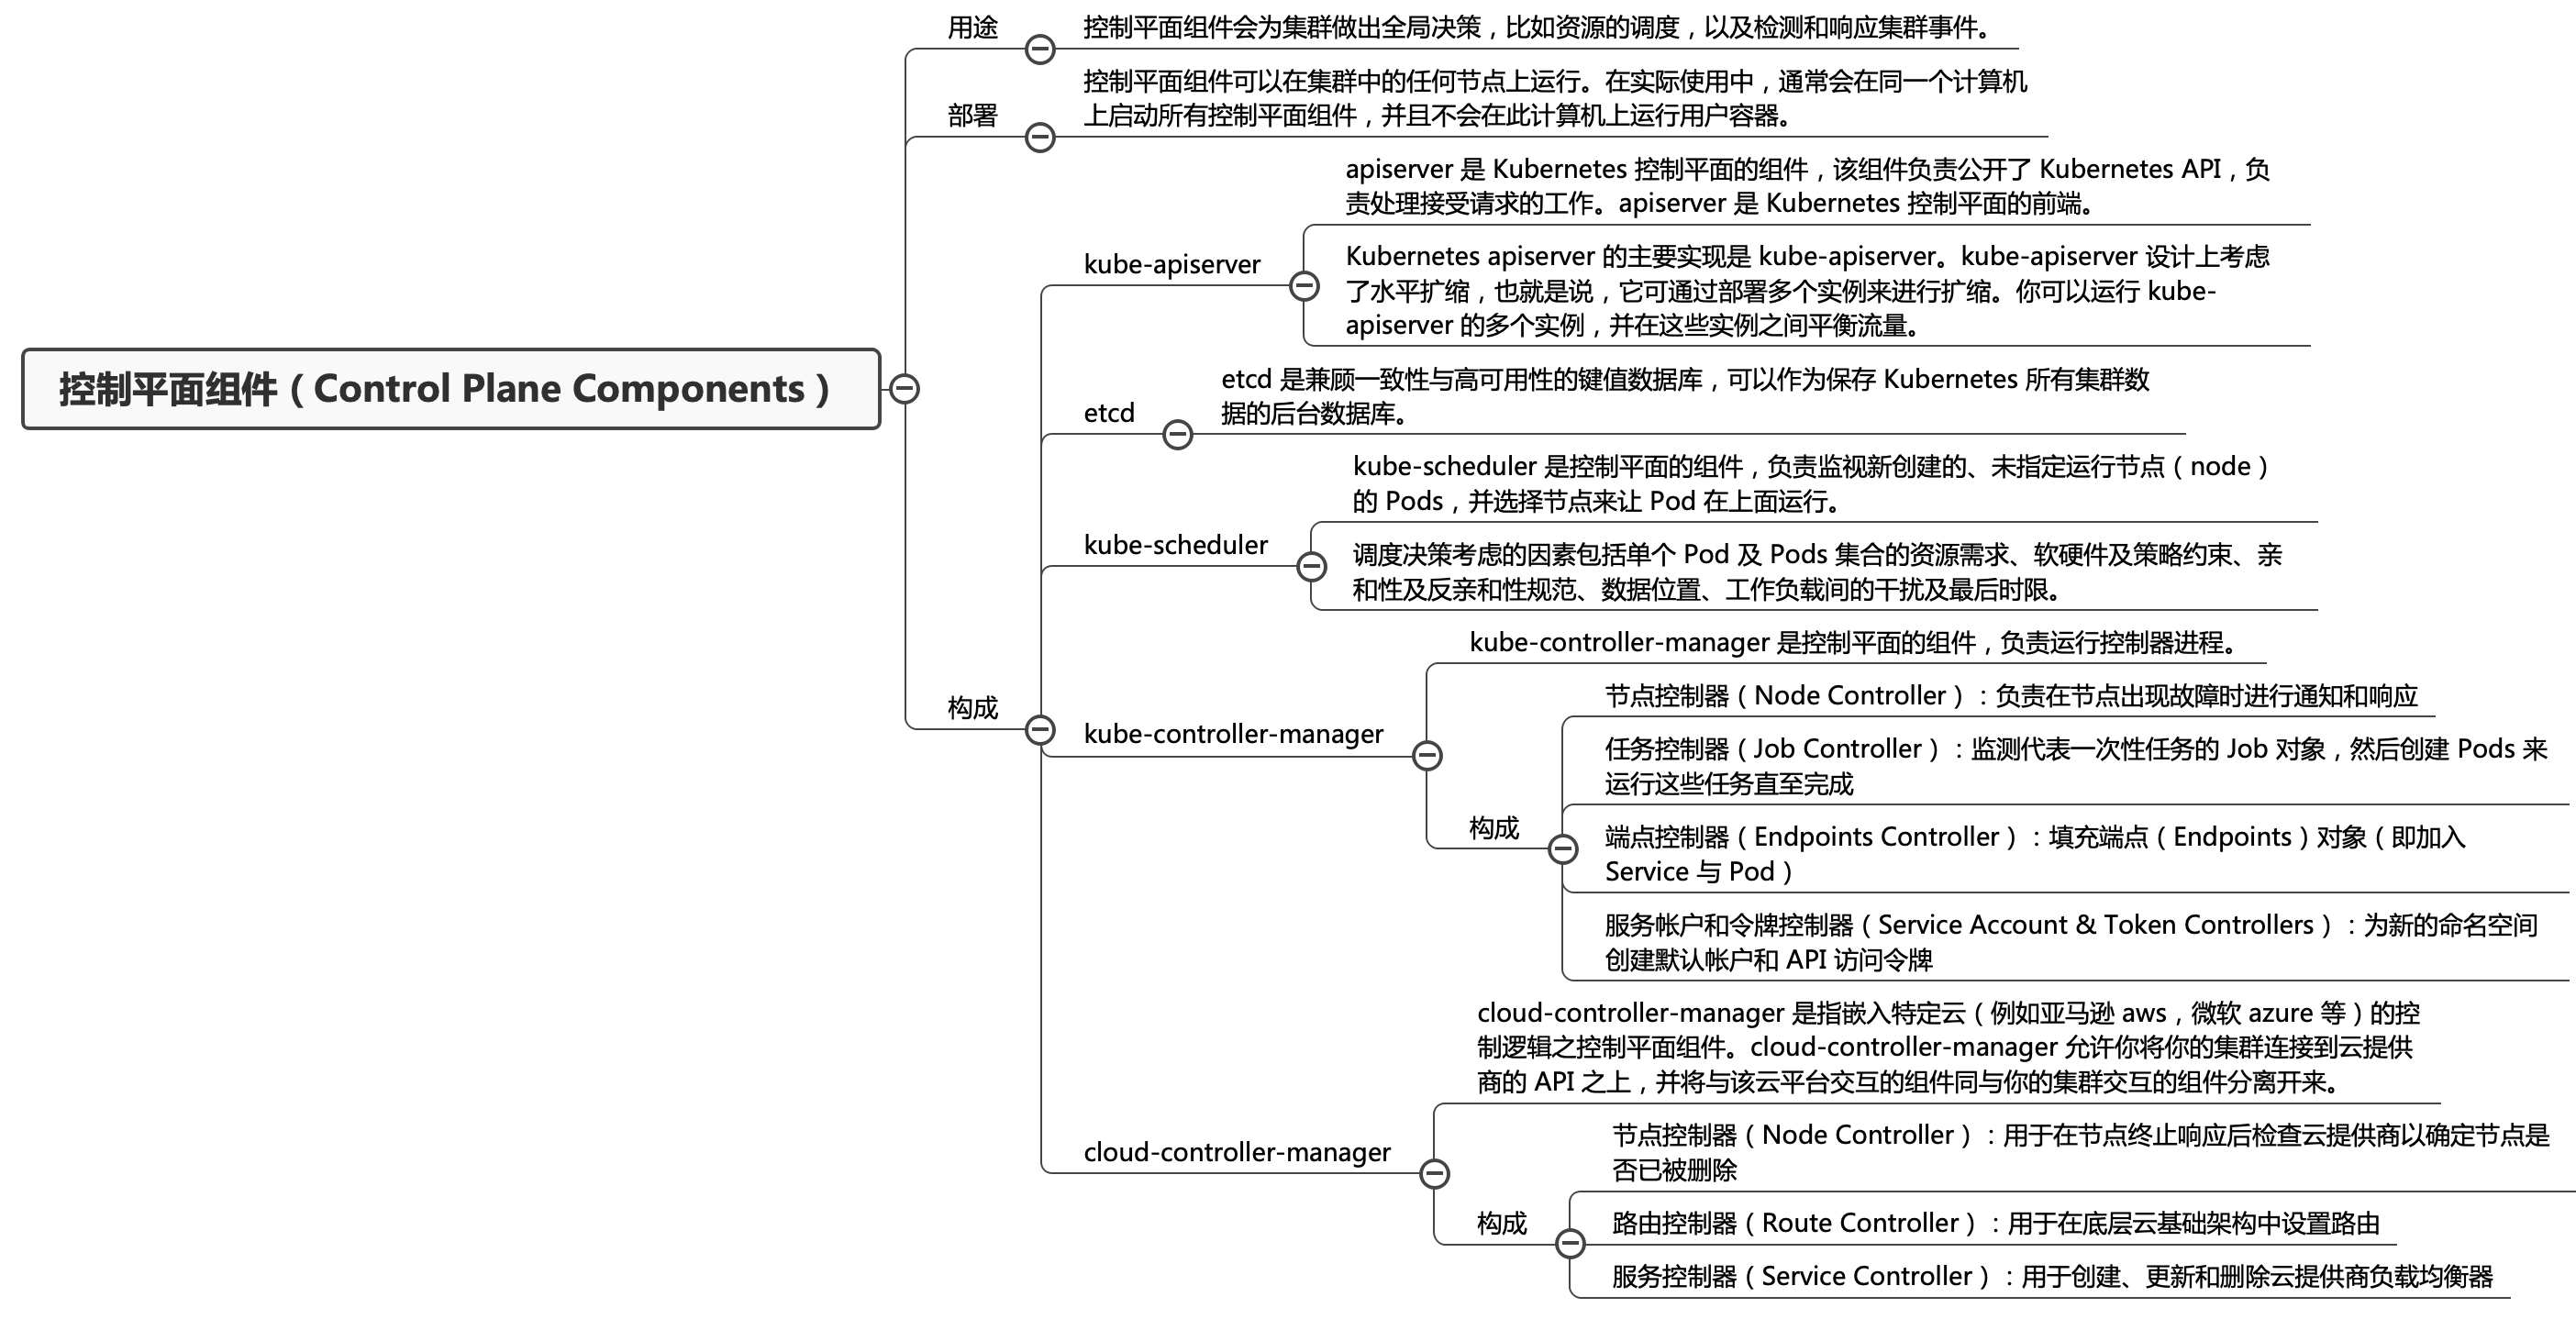 用途
控制平面组件会为集群做出全局决策，比如资源的调度，以及检测和响应集群事件。
控制平面组件可以在集群中的任何节点上运行。在实际使用中，通常会在同一个计算机
部署
上启动所有控制平面组件，并且不会在此计算机上运行用户容器。
apiserver 是 Kubernetes 控制平面的组件，该组件负责公开了 Kubernetes API，负
责处理接受请求的工作。apiserver 是 Kubernetes 控制平面的前端。
kube-apiserver
Kubernetes apiserver 的主要实现是 kube-apiserver。kube-apiserver 设计上考虑
了水平扩缩，也就是说，它可通过部署多个实例来进行扩缩。你可以运行 kube-
apiserver 的多个实例，并在这些实例之间平衡流量。
控制平面组件（Control Plane Components）
etcd
etcd 是兼顾一致性与高可用性的键值数据库，可以作为保存 Kubernetes 所有集群数
据的后台数据库。
kube-scheduler 是控制平面的组件，负责监视新创建的、未指定运行节点（node）
的 Pods，并选择节点来让 Pod 在上面运行。
kube-scheduler
调度决策考虑的因素包括单个 Pod 及 Pods 集合的资源需求、软硬件及策略约束、亲
和性及反亲和性规范、数据位置、工作负载间的干扰及最后时限。
构成
kube-controller-manager
kube-controller-manager 是控制平面的组件，负责运行控制器进程。
构成
节点控制器（Node Controller）：负责在节点出现故障时进行通知和响应
任务控制器（Job Controller）：监测代表一次性任务的 Job 对象，然后创建 Pods 来
运行这些任务直至完成
端点控制器（Endpoints Controller）：填充端点（Endpoints）对象（即加入
Service 与 Pod）
服务帐户和令牌控制器（Service Account & Token Controllers）：为新的命名空间
创建默认帐户和 API 访问令牌
cloud-controller-manager
cloud-controller-manager 是指嵌入特定云（例如亚马逊 aws，微软 azure 等）的控
制逻辑之控制平面组件。cloud-controller-manager 允许你将你的集群连接到云提供
商的 API 之上，并将与该云平台交互的组件同与你的集群交互的组件分离开来。
构成
节点控制器（Node Controller）：用于在节点终止响应后检查云提供商以确定节点是
否已被删除
路由控制器（Route Controller）：用于在底层云基础架构中设置路由
服务控制器（Service Controller）：用于创建、更新和删除云提供商负载均衡器